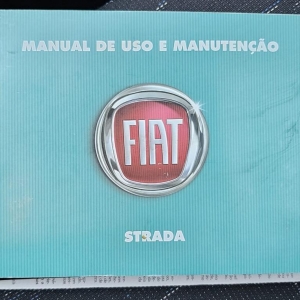 MANUAL DE USO E MANUTENÇÃO
FIAT
STRADA